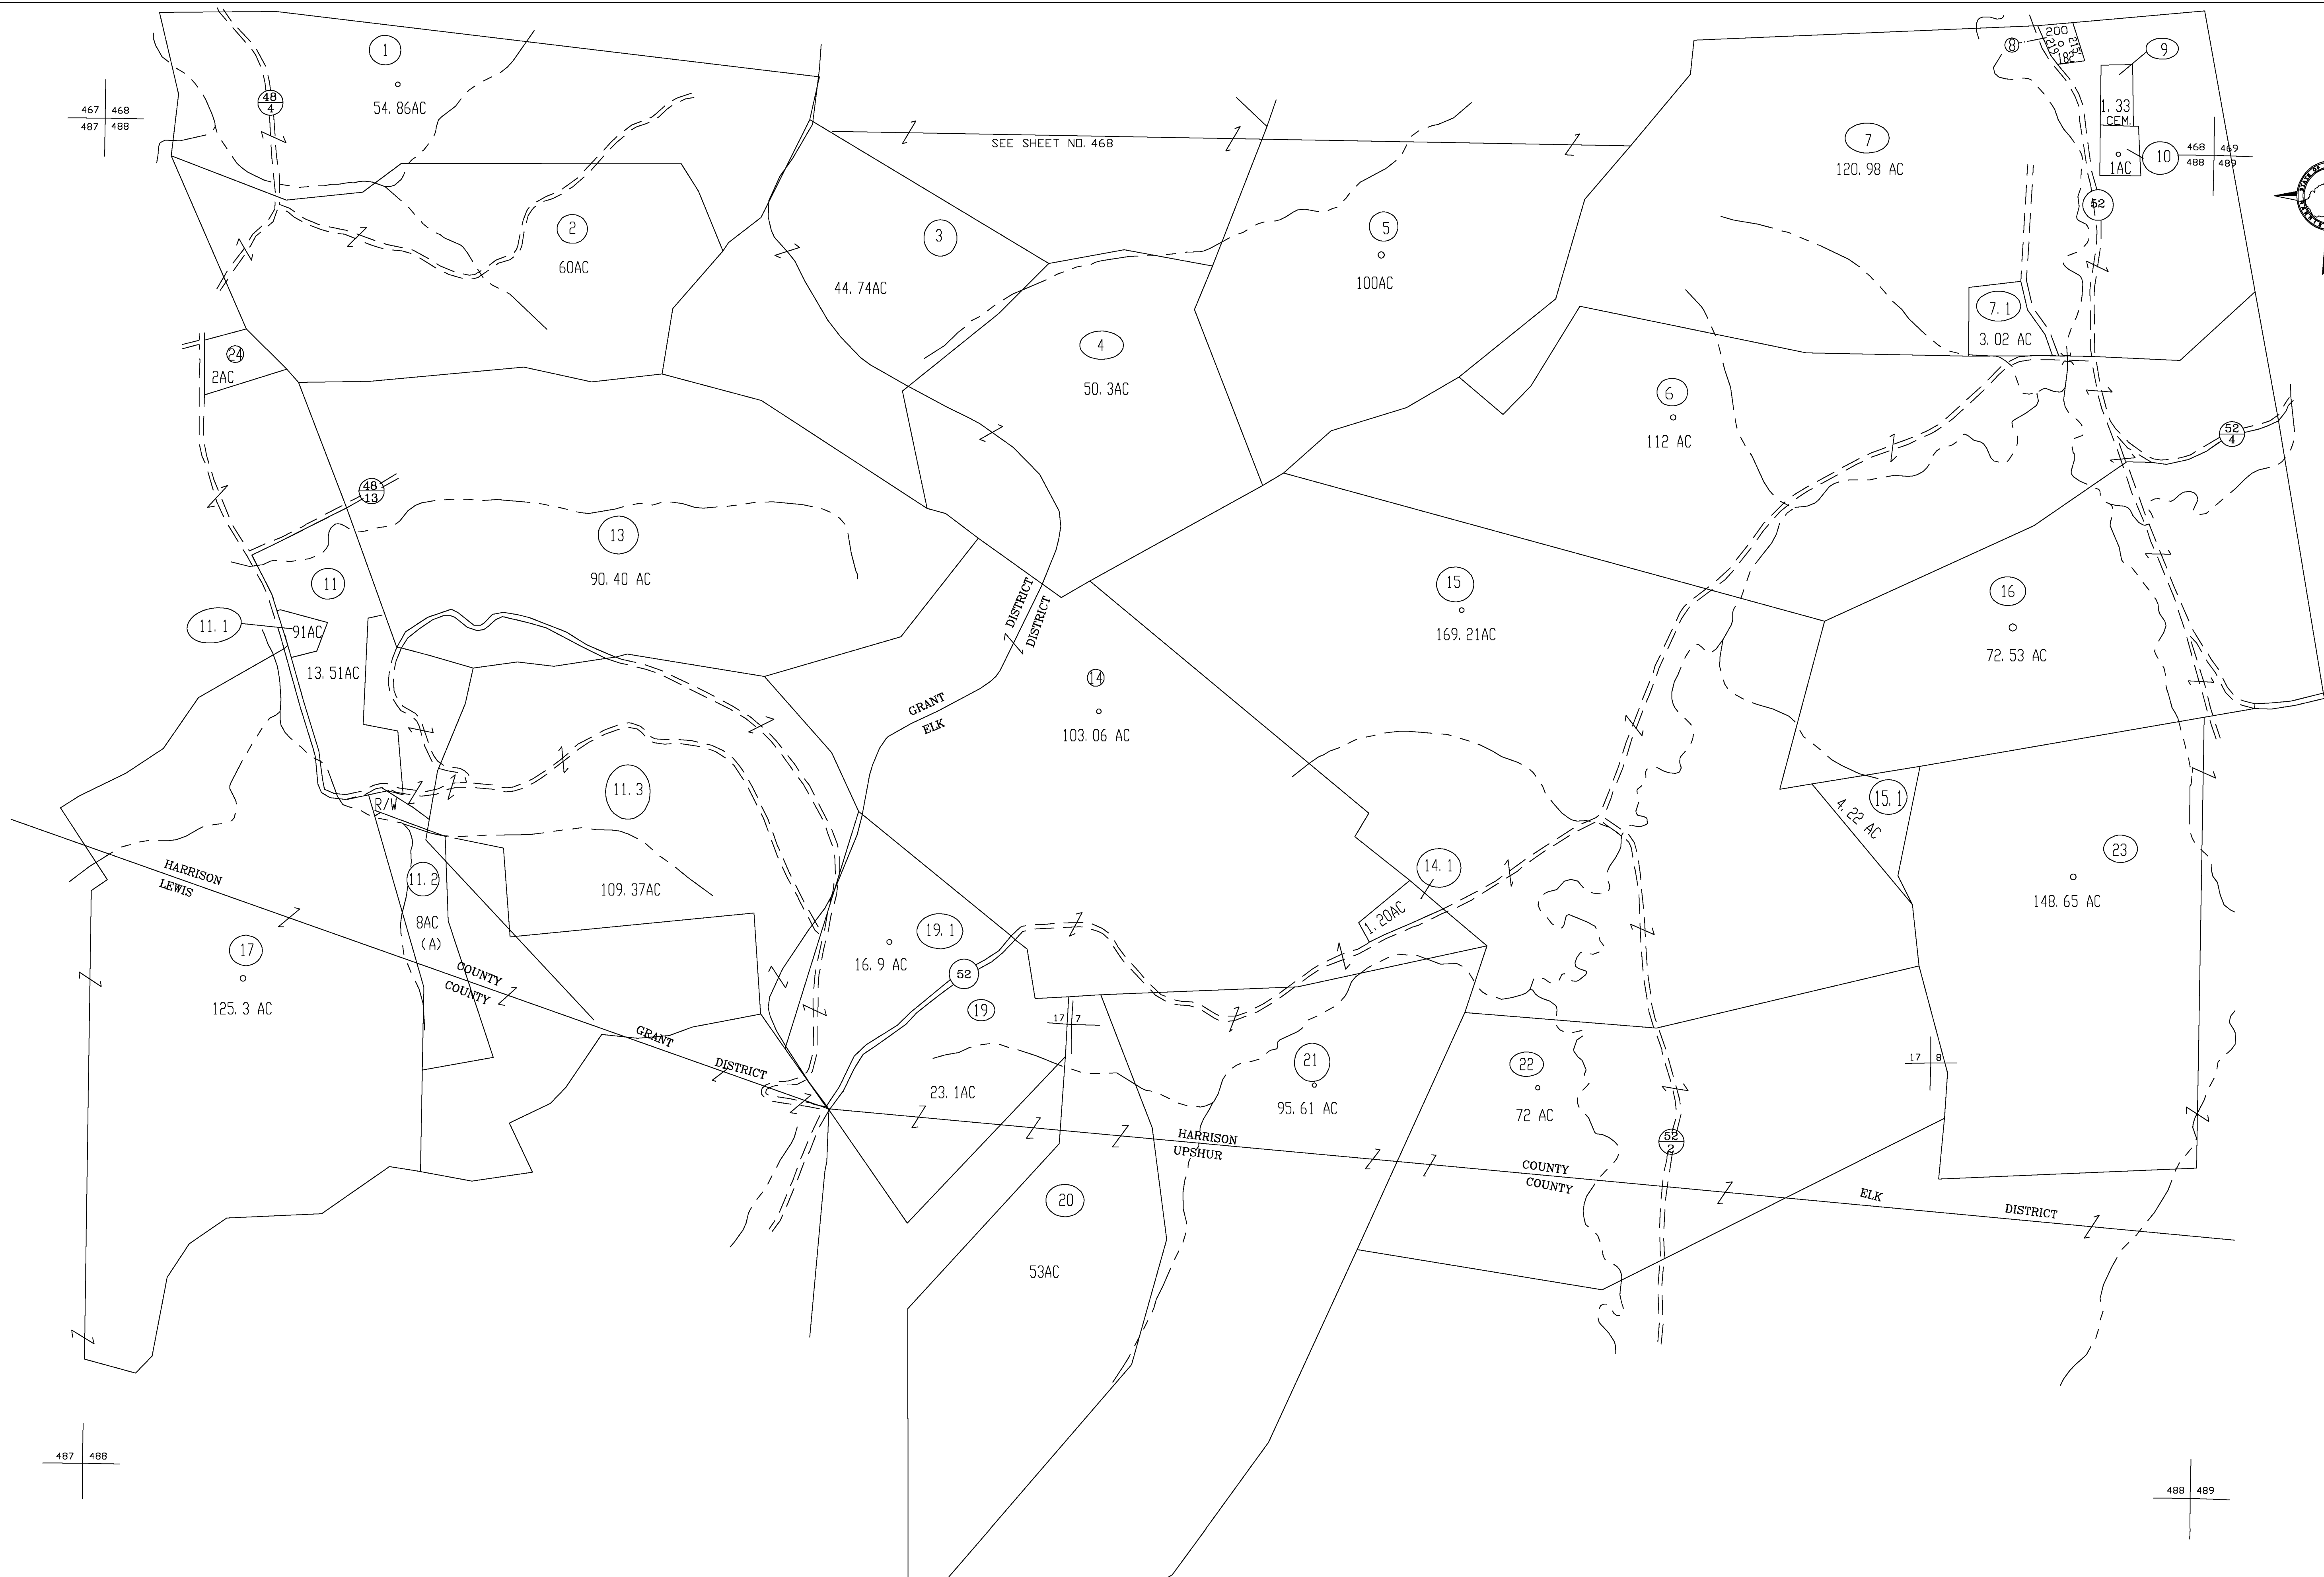 1
54.86AC
48
4
467 468
487 488
SEE SHEET NO. 468
2
60AC
3
44.74AC
4
50.3AC
5
100AC
7
120.98 AC
8
200
219
215
182
9
1.33
CEM.
10
1AC
468 469
488 489
STATE OF
52
7.1
3.02 AC
6
112 AC
52
4
24
2AC
48
13
13
90.40 AC
11
11.1
91AC
13.51AC
DISTRICT
DISTRICT
GRANT
ELK
14
103.06 AC
15
169.21AC
16
72.53 AC
15.1
4.22 AC
23
148.65 AC
14.1
1.20AC
R/W
11.3
109.37AC
11.2
8AC
(A)
HARRISON
LEWIS
COUNTY
COUNTY
GRANT
DISTRICT
17
125.3 AC
19.1
16.9 AC
52
19
23.1AC
17 7
20
53AC
21
95.61 AC
22
72 AC
17 8
52
2
HARRISON
UPSHUR
COUNTY
COUNTY
ELK
DISTRICT
487 488
488 489